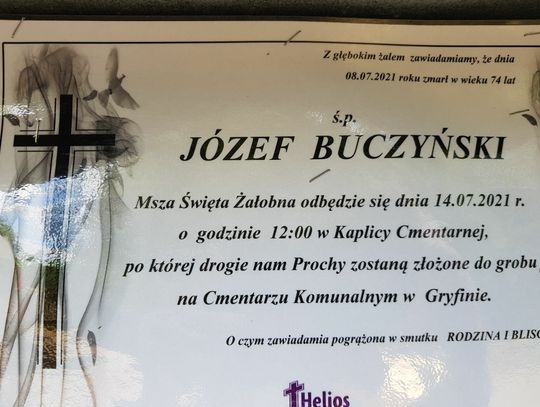 Z głębokim żalem zawiadamiamy, że dnia
08.07.2021 roku zmarł w wieku 74 lat
ś.p.
JÓZEF BUCZYŃSKI
Msza Święta Żałobna odbędzie się dnia 14.07.2021 r.
o godzinie 12:00 w Kaplicy Cmentarnej,
po której drogie nam Prochy zostaną złożone do grobu
na Cmentarzu Komunalnym w Gryfinie.
O czym zawiadamia pogrążona w smutku RODZINA I BLISC
Helios